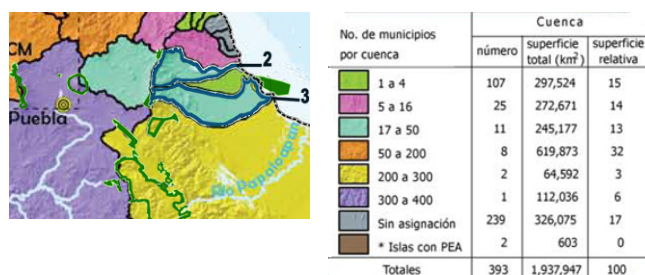 CM
Puebla
2
3
Río Papaloapan
No. de municipios por cuenca
Cuenca
número superficie total (km²) superficie relativa
1 a 4 107 297,524 15
5 a 16 25 272,671 14
17 a 50 11 245,177 13
50 a 200 8 619,873 32
200 a 300 2 64,592 3
300 a 400 1 112,036 6
Sin asignación 239 326,075 17
* Islas con PEA 2 603 0
Totales 393 1,937,947 100